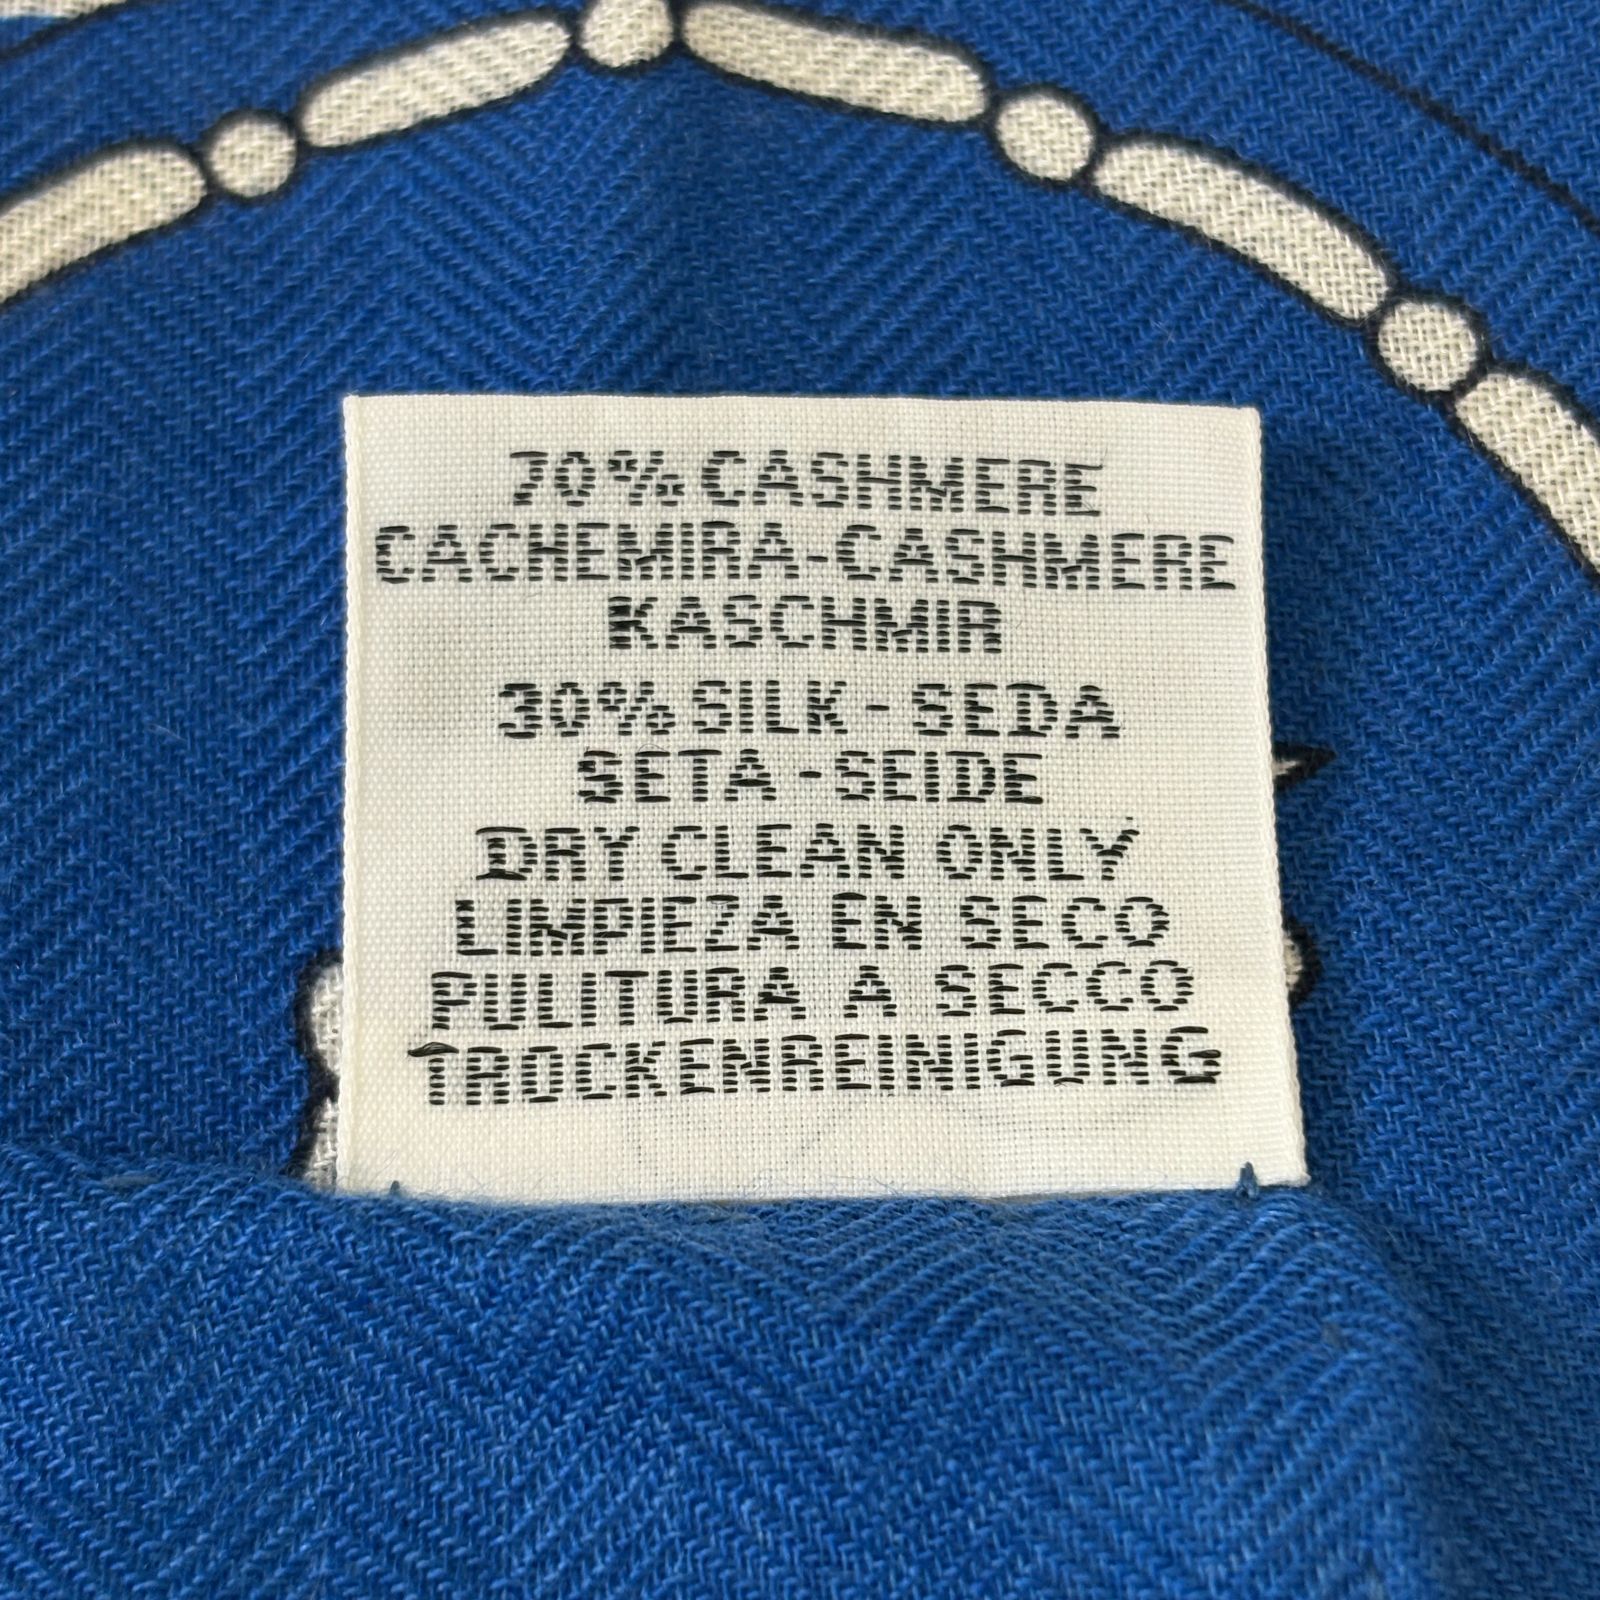 70% CASHMERE
CACHEMIRA-CASHMERE
KASCHMIR
30% SILK - SEDA
SETA - SEIDE
DRY CLEAN ONLY
LIMPIEZA EN SECO
PULITURA A SECCO
TROCKENREINIGUNG